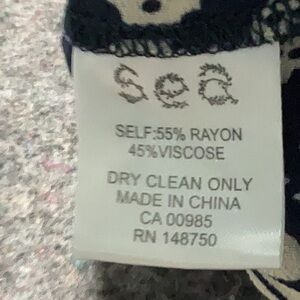 sea
SELF:55% RAYON
45%VISCOSE
DRY CLEAN ONLY
MADE IN CHINA
CA 00985
RN 148750